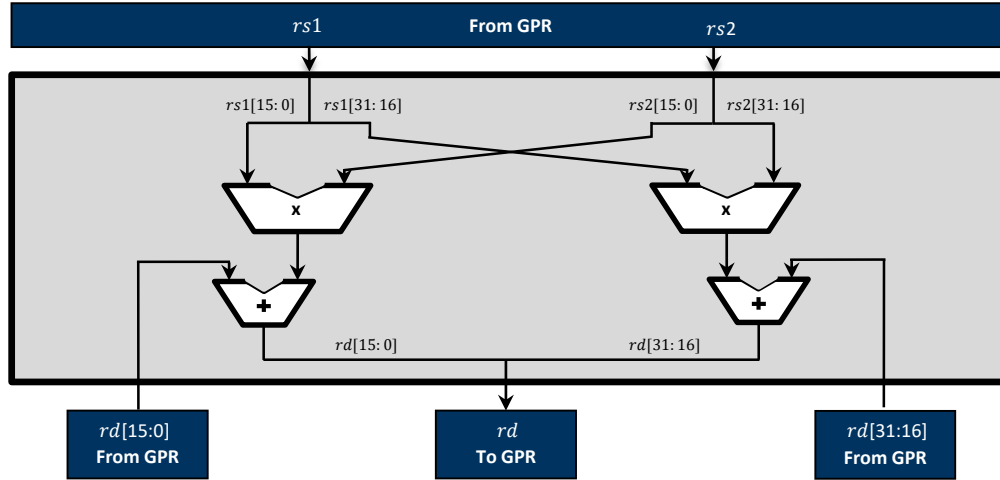 rs1 From GPR rs2
rs1[15: 0] rs1[31: 16] rs2[15: 0] rs2[31: 16]
x x
+ +
rd[15: 0] rd[31: 16]
rd[15:0] rd rd[31:16]
From GPR To GPR From GPR